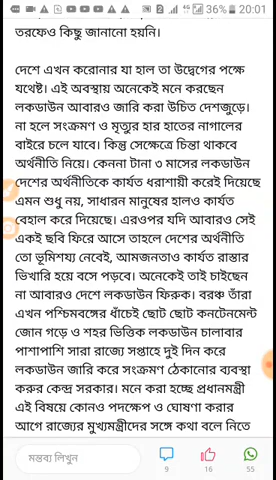 36% 20:01
তরফেও কিছু জানানো হয়নি।
দেশে এখন করোনার যা হাল তা উদ্বেগের পক্ষে
যথেষ্ট। এই অবস্থায় অনেকেই মনে করছেন
লকডাউন আবারও জারি করা উচিত দেশজুড়ে।
না হলে সংক্রমণ ও মৃত্যুর হার হাতের নাগালের
বাইরে চলে যাবে। কিন্তু সেক্ষেত্রে চিন্তা থাকবে
অর্থনীতি নিয়ে। কেননা টানা ৩ মাসের লকডাউন
দেশের অর্থনীতিকে কার্যত ধরাশায়ী করেই দিয়েছে
এমন শুধু নয়, সাধারন মানুষের হালও কার্যত
বেহাল করে দিয়েছে। এরওপর যদি আবারও সেই
একই ছবি ফিরে আসে তাহলে দেশের অর্থনীতি
তো ভূমিশয্য নেবেই, আমজনতাও কার্যত রাস্তার
ভিখারি হয়ে বসে পড়বে। অনেকেই তাই চাইছেন
না আবারও দেশে লকডাউন ফিরুক। বরঞ্চ তাঁরা
এখন পশ্চিমবঙ্গের ধাঁচেই ছোট ছোট কনটেনমেন্ট
জোন গড়ে ও শহর ভিত্তিক লকডাউন চালাবার
পাশাপাশি সারা রাজ্যে সপ্তাহে দুই দিন করে
লকডাউন জারি করে সংক্রমণ ঠেকানোর ব্যবস্থা
করুর কেন্দ্র সরকার। মনে করা হচ্ছে প্রধানমন্ত্রী
এই বিষয়ে কোনও পদক্ষেপ ও ঘোষণা করার
আগে রাজ্যের মুখ্যমন্ত্রীদের সঙ্গে কথা বলে নিতে
মন্তব্য লিখুন
9 16 55